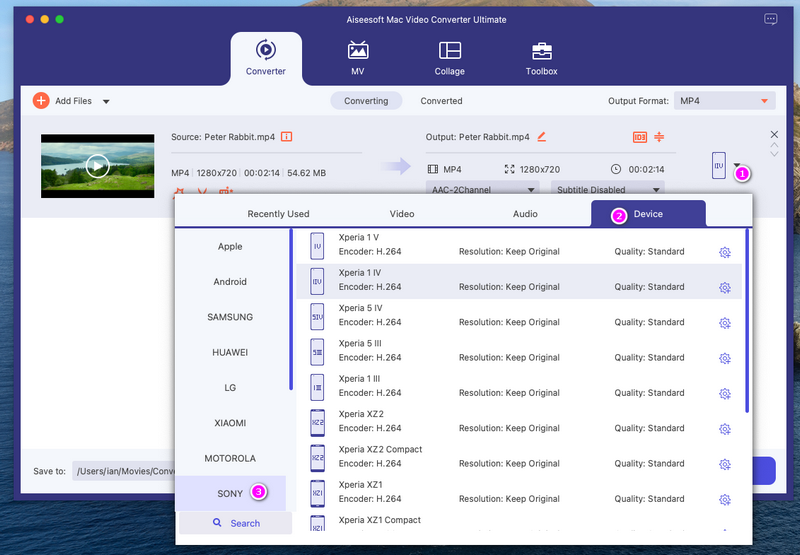 Aiseesoft Mac Video Converter Ultimate
Converter
MV
Collage
Toolbox
Add Files
Converting
Converted
Output Format:
MP4
Source: Peter Rabbit.mp4
Output: Peter Rabbit.mp4
MP4 1280x720 00:02:14 54.62 MB
MP4
1280x720
00:02:14
1
AAC-2Channel
Subtitle Disabled
Recently Used
Video
Audio
2 Device
Apple
Android
SAMSUNG
HUAWEI
LG
XIAOMI
MOTOROLA
SONY 3
Search
Xperia 1 V
Encoder: H.264 Resolution: Keep Original Quality: Standard
Xperia 1 IV
Encoder: H.264 Resolution: Keep Original Quality: Standard
Xperia 5 IV
Encoder: H.264 Resolution: Keep Original Quality: Standard
Xperia 5 III
Encoder: H.264 Resolution: Keep Original Quality: Standard
Xperia 1 III
Encoder: H.264 Resolution: Keep Original Quality: Standard
Xperia XZ2
Encoder: H.264 Resolution: Keep Original Quality: Standard
Xperia XZ2 Compact
Encoder: H.264 Resolution: Keep Original Quality: Standard
Xperia XZ1
Encoder: H.264 Resolution: Keep Original Quality: Standard
Xperia XZ1 Compact
Save to:
/Users/ian/Movies/Conve